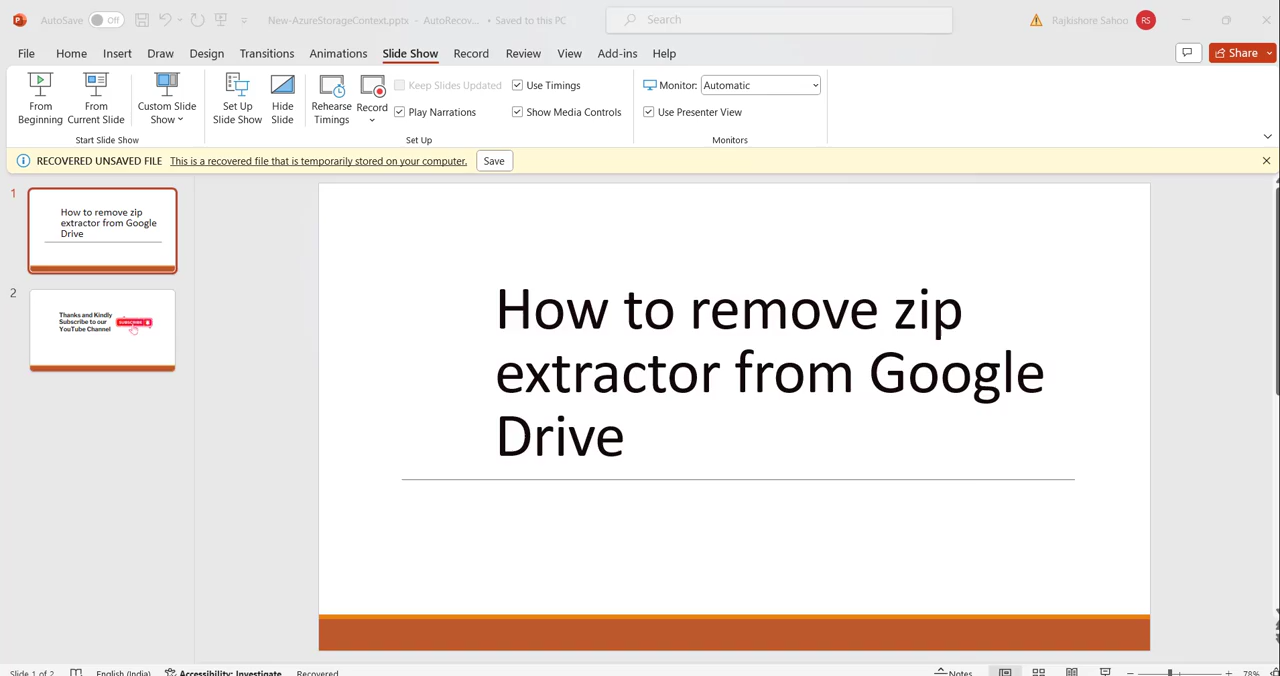 AutoSave Off New-AzureStorageContext.pptx - AutoRecov... • Saved to this PC Search Rajkishore Sahoo RS
File Home Insert Draw Design Transitions Animations Slide Show Record Review View Add-ins Help Share
From Beginning
From Current Slide
Custom Slide Show
Set Up Slide Show
Hide Slide
Rehearse Timings
Record
Keep Slides Updated
Play Narrations
Use Timings
Show Media Controls
Monitor: Automatic
Use Presenter View
Start Slide Show Set Up Monitors
RECOVERED UNSAVED FILE This is a recovered file that is temporarily stored on your computer. Save
1
How to remove zip
extractor from Google
Drive
2
Thanks and Kindly
Subscribe to our
YouTube Channel
SUBSCRIBE
How to remove zip
extractor from Google
Drive
Slide 1 of 2 English (India) Accessibility: Investigate Recovered Notes 78%